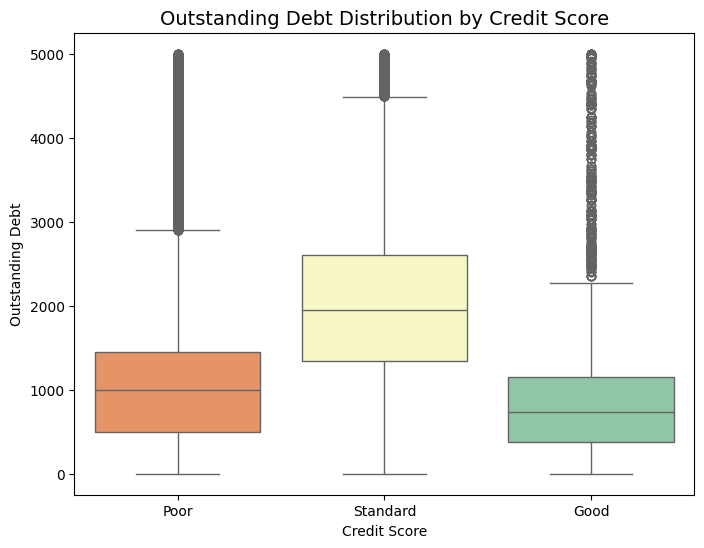 Outstanding Debt Distribution by Credit Score
5000
4000
3000
2000
1000
0
Outstanding Debt
Poor
Standard
Good
Credit Score